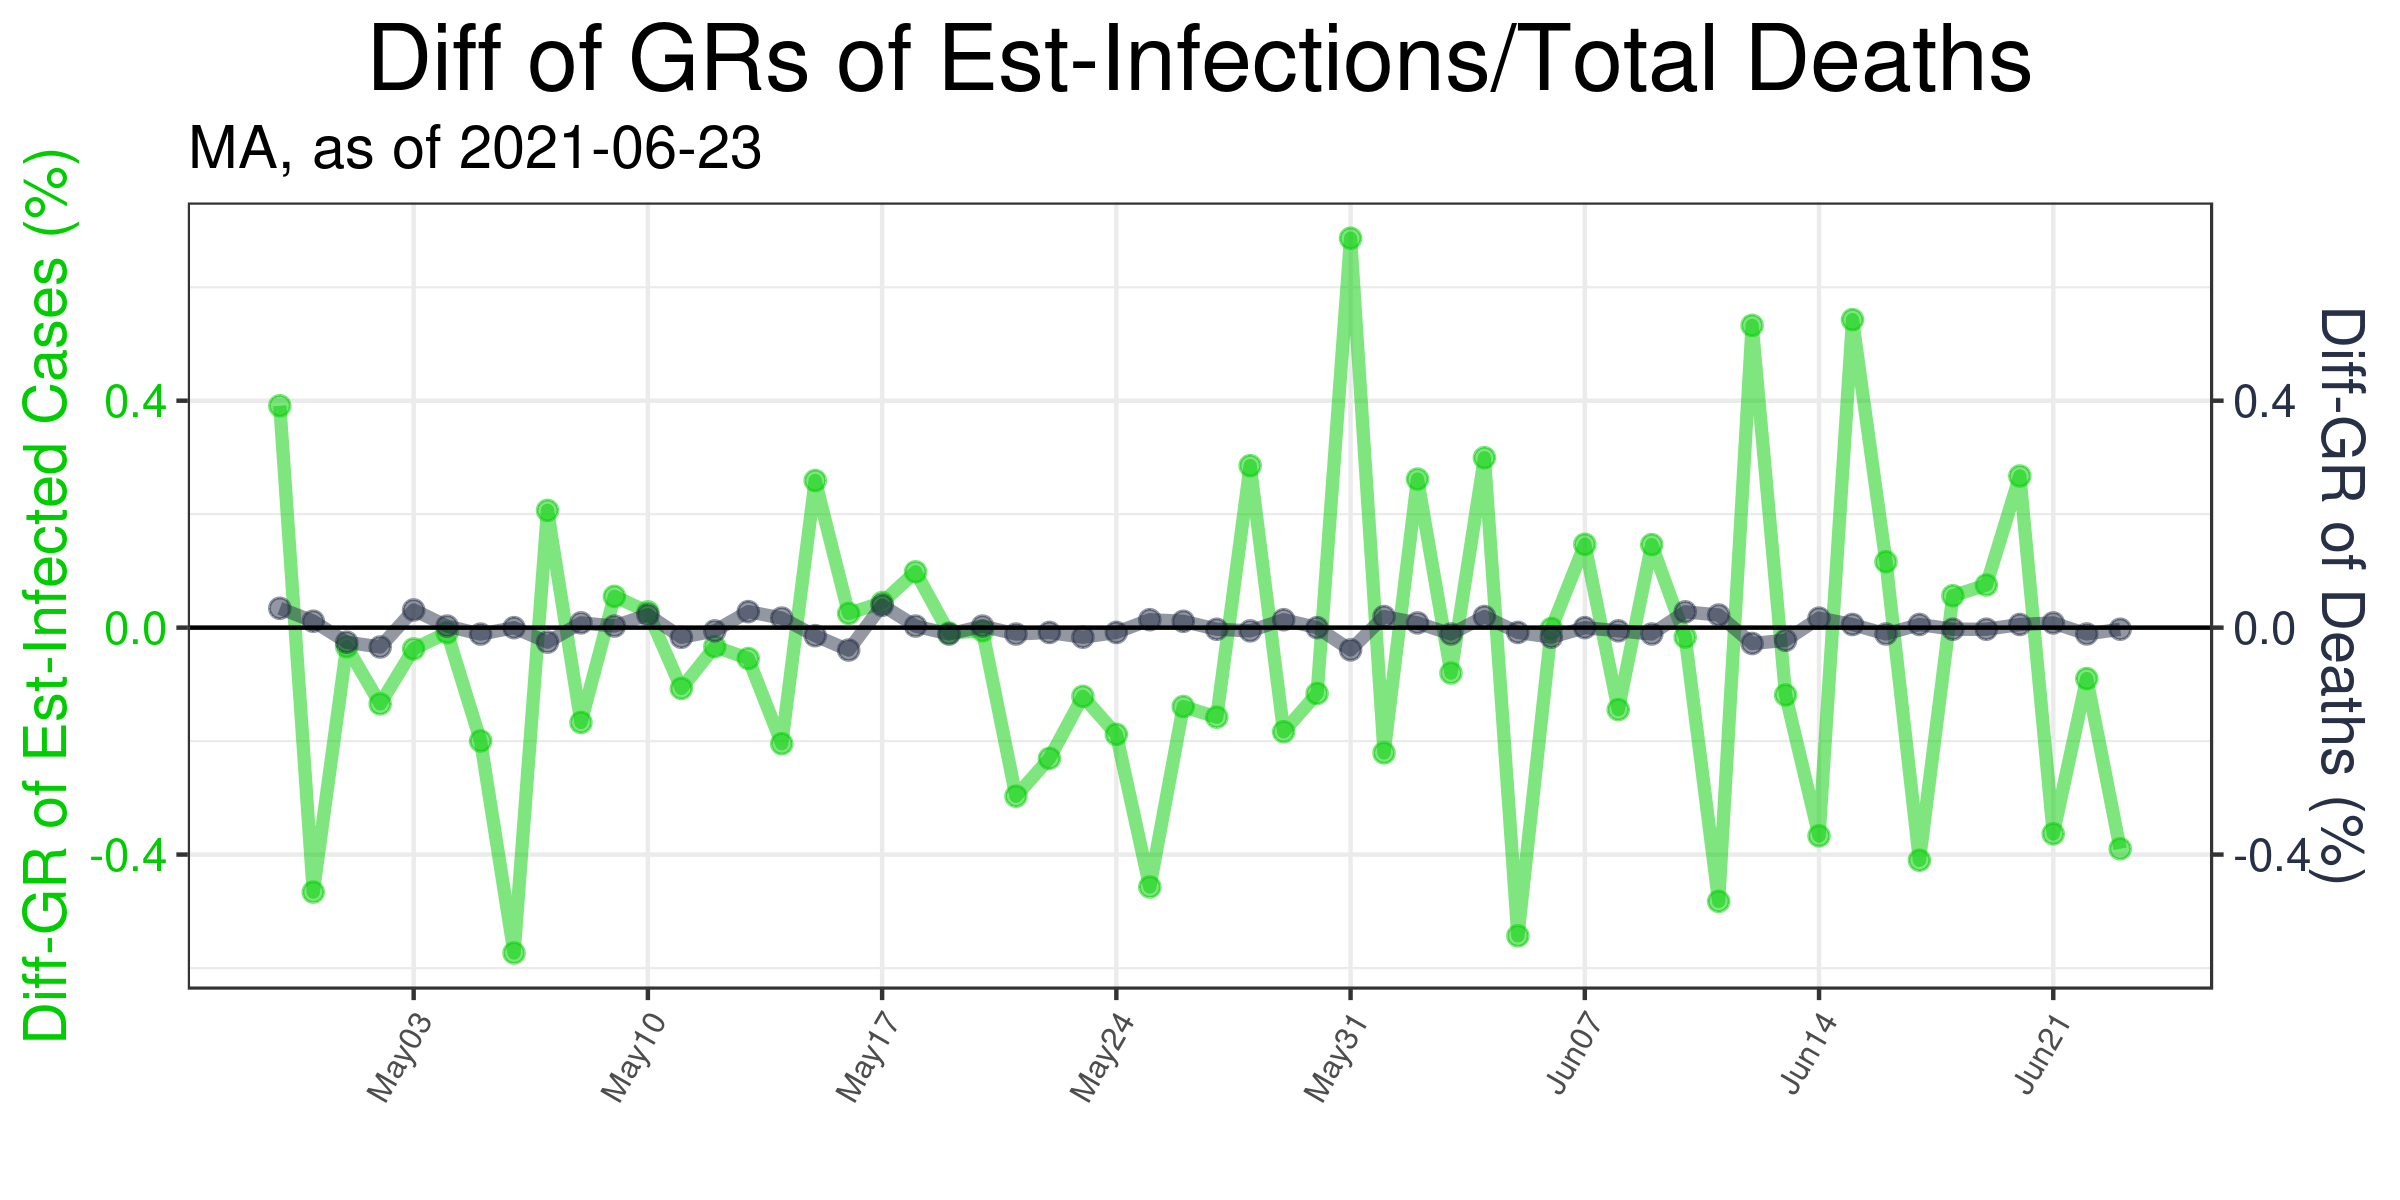 Diff of GRs of Est-Infections/Total Deaths
MA, as of 2021-06-23
Diff-GR of Est-Infected Cases (%)
0.4
0.0
-0.4
0.4
0.0
-0.4
Diff-GR of Deaths (%)
May03
May10
May17
May24
May31
Jun07
Jun14
Jun21